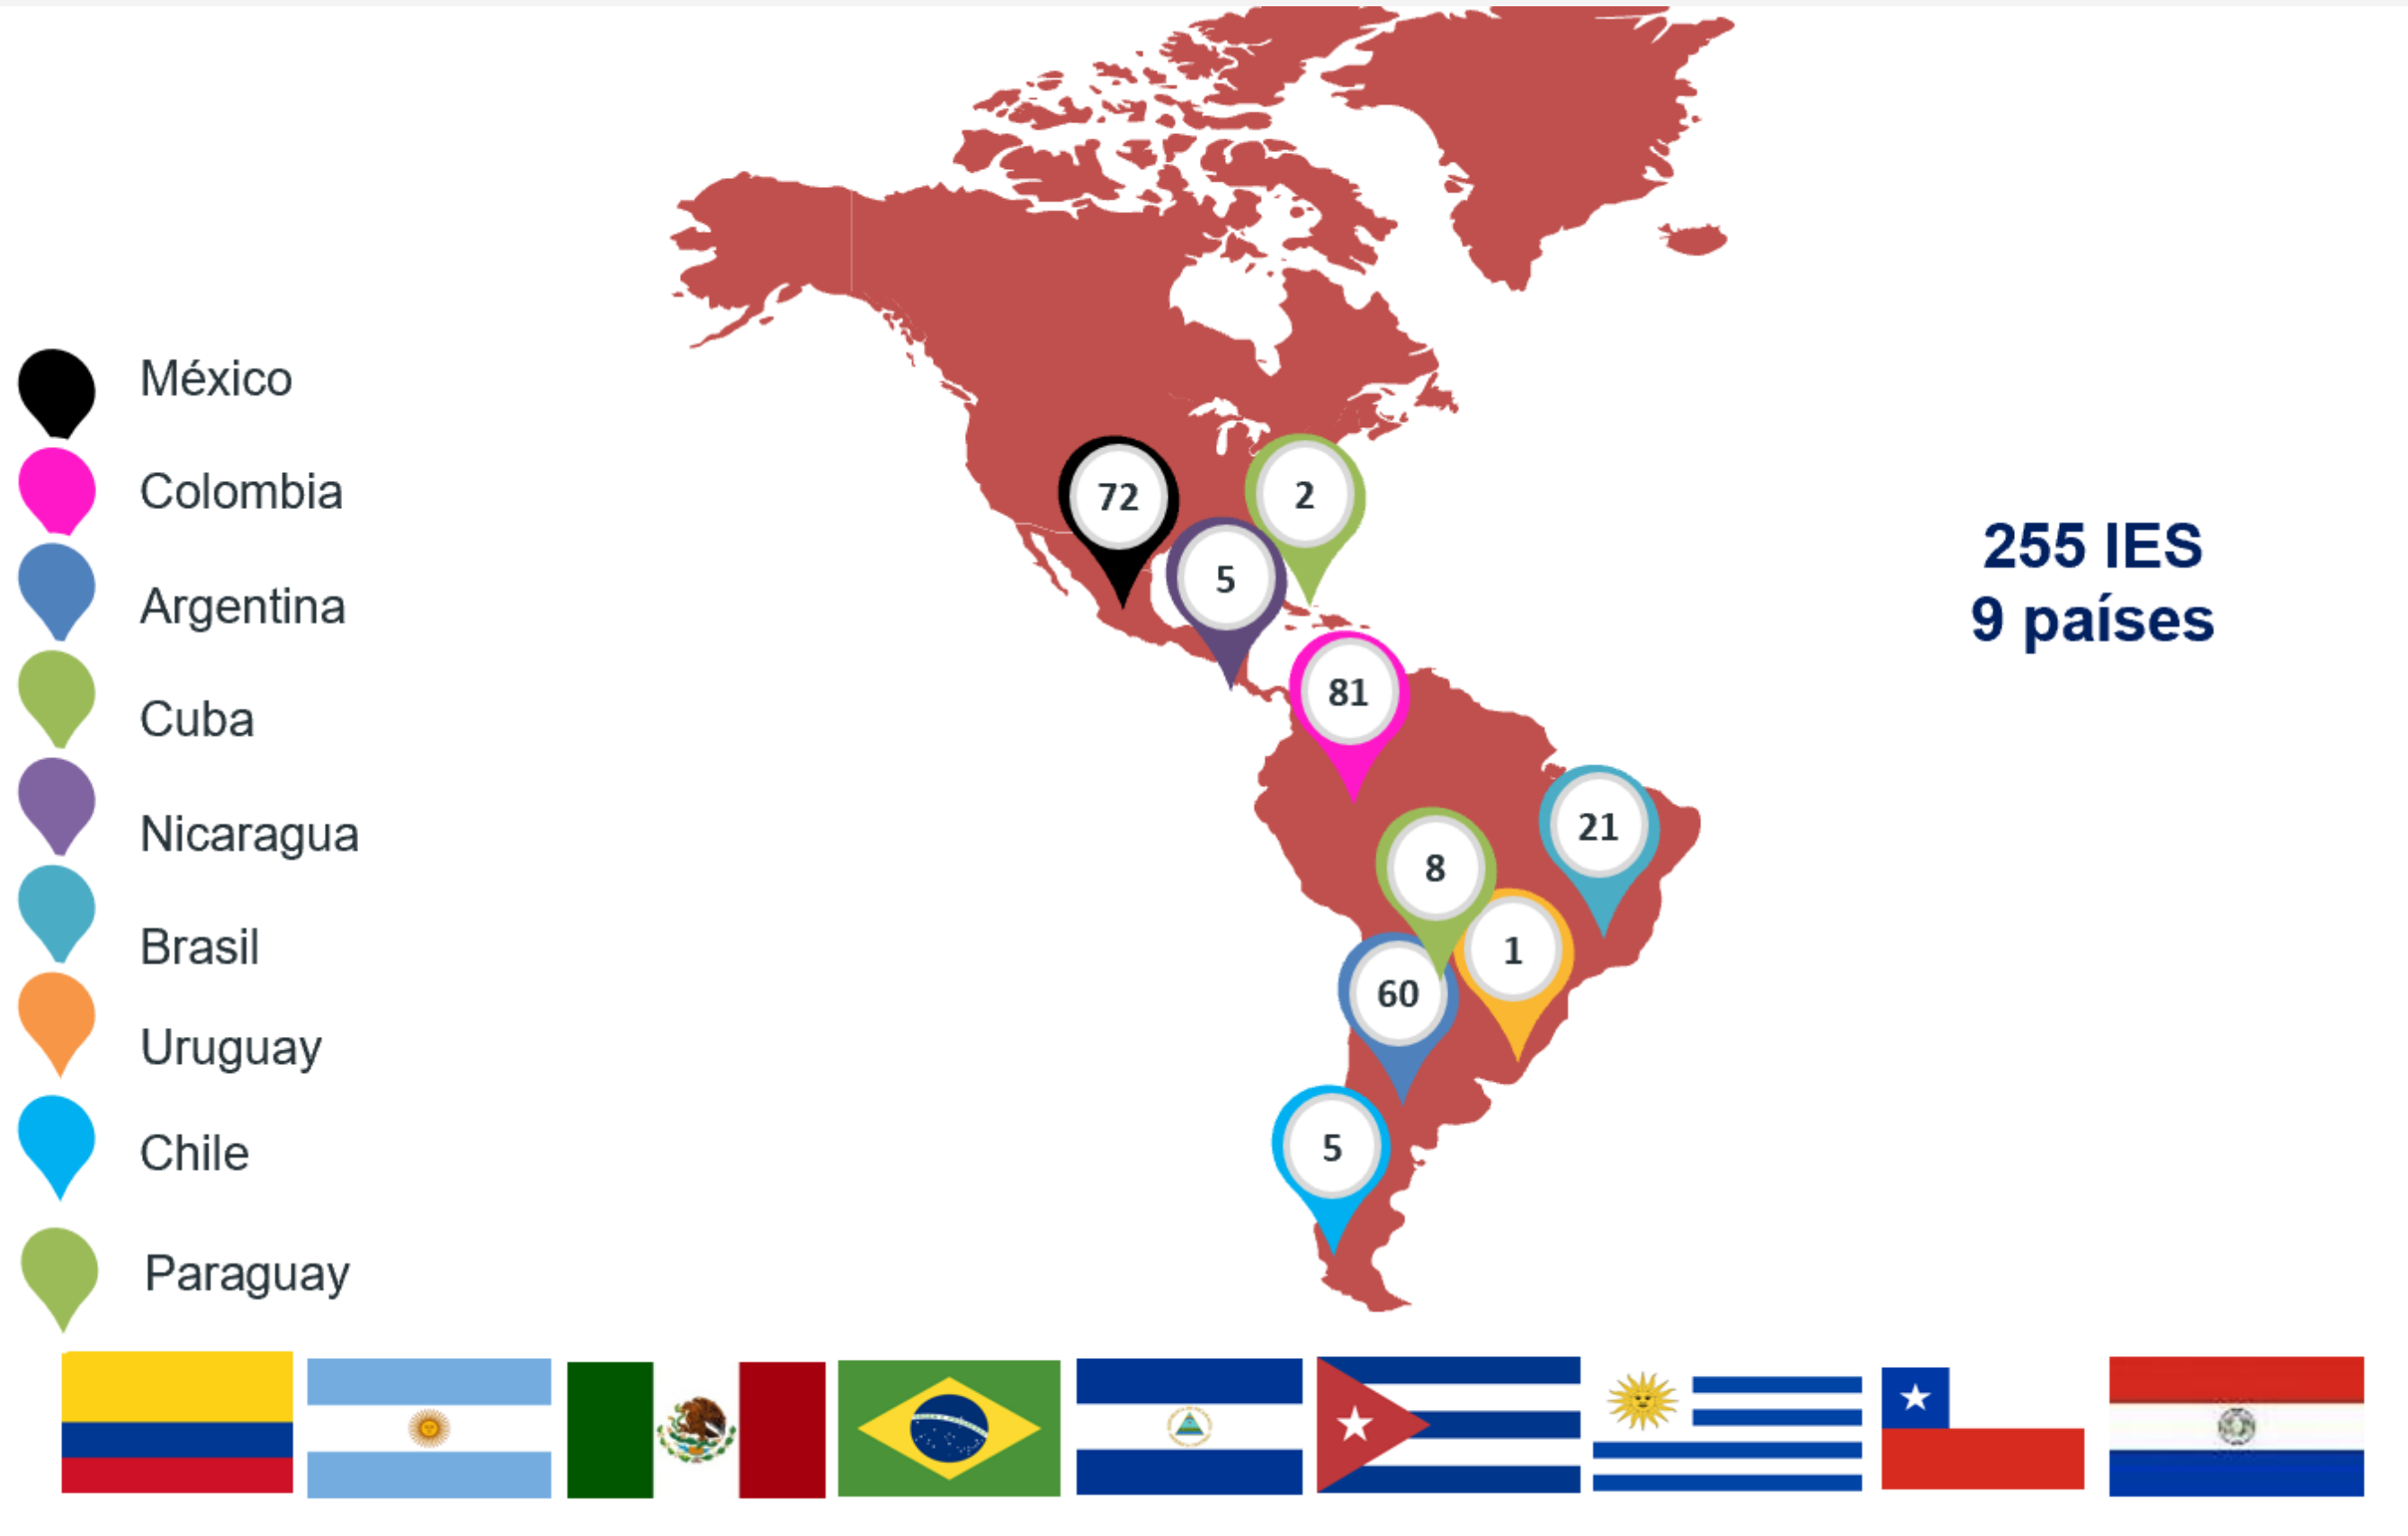 México
Colombia
Argentina
Cuba
Nicaragua
Brasil
Uruguay
Chile
Paraguay
72
2
5
81
21
8
1
60
5
255 IES
9 países